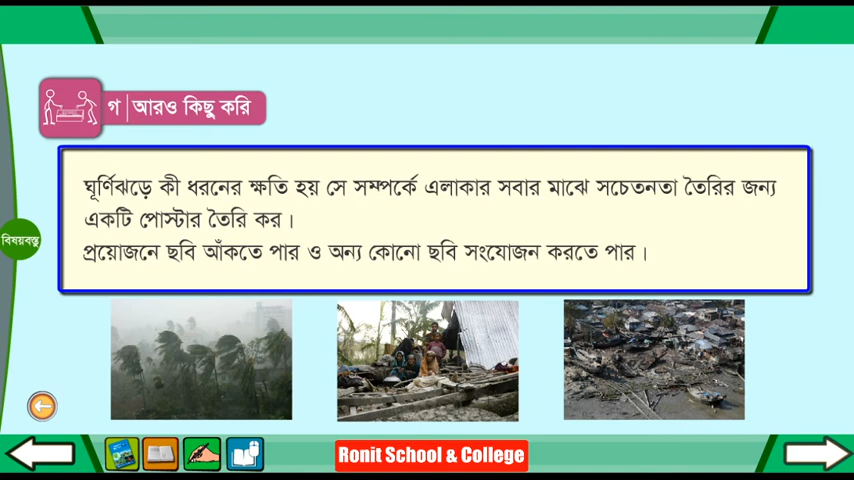 গ | আরও কিছু করি
ঘূর্ণিঝড়ে কী ধরনের ক্ষতি হয় সে সম্পর্কে এলাকার সবার মাঝে সচেতনতা তৈরির জন্য
একটি পোস্টার তৈরি কর।
প্রয়োজনে ছবি আঁকতে পার ও অন্য কোনো ছবি সংযোজন করতে পার।
বিষয়বস্তু
Ronit School & College